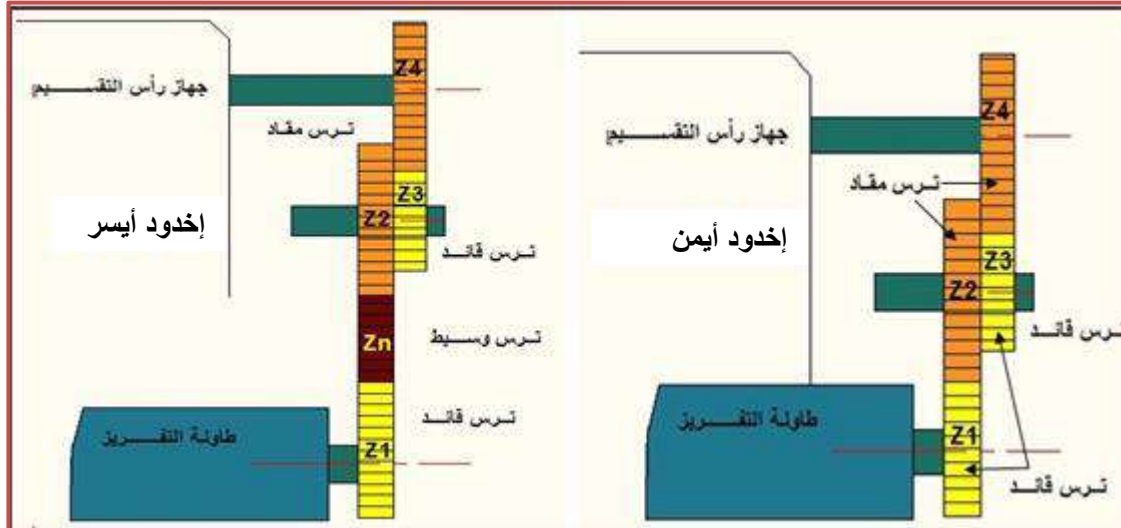 Z4
جهاز رأس التقسيم
ترس مقاد
Z3
Z2
إخدود أيسر
ترس قائد
Zn
ترس وسيط
ترس قائد
طاولة التفريز
Z1
Z4
جهاز رأس التقسيم
ترس مقاد
إخدود أيمن
Z3
Z2
ترس قائد
طاولة التفريز
Z1
ترس قائد